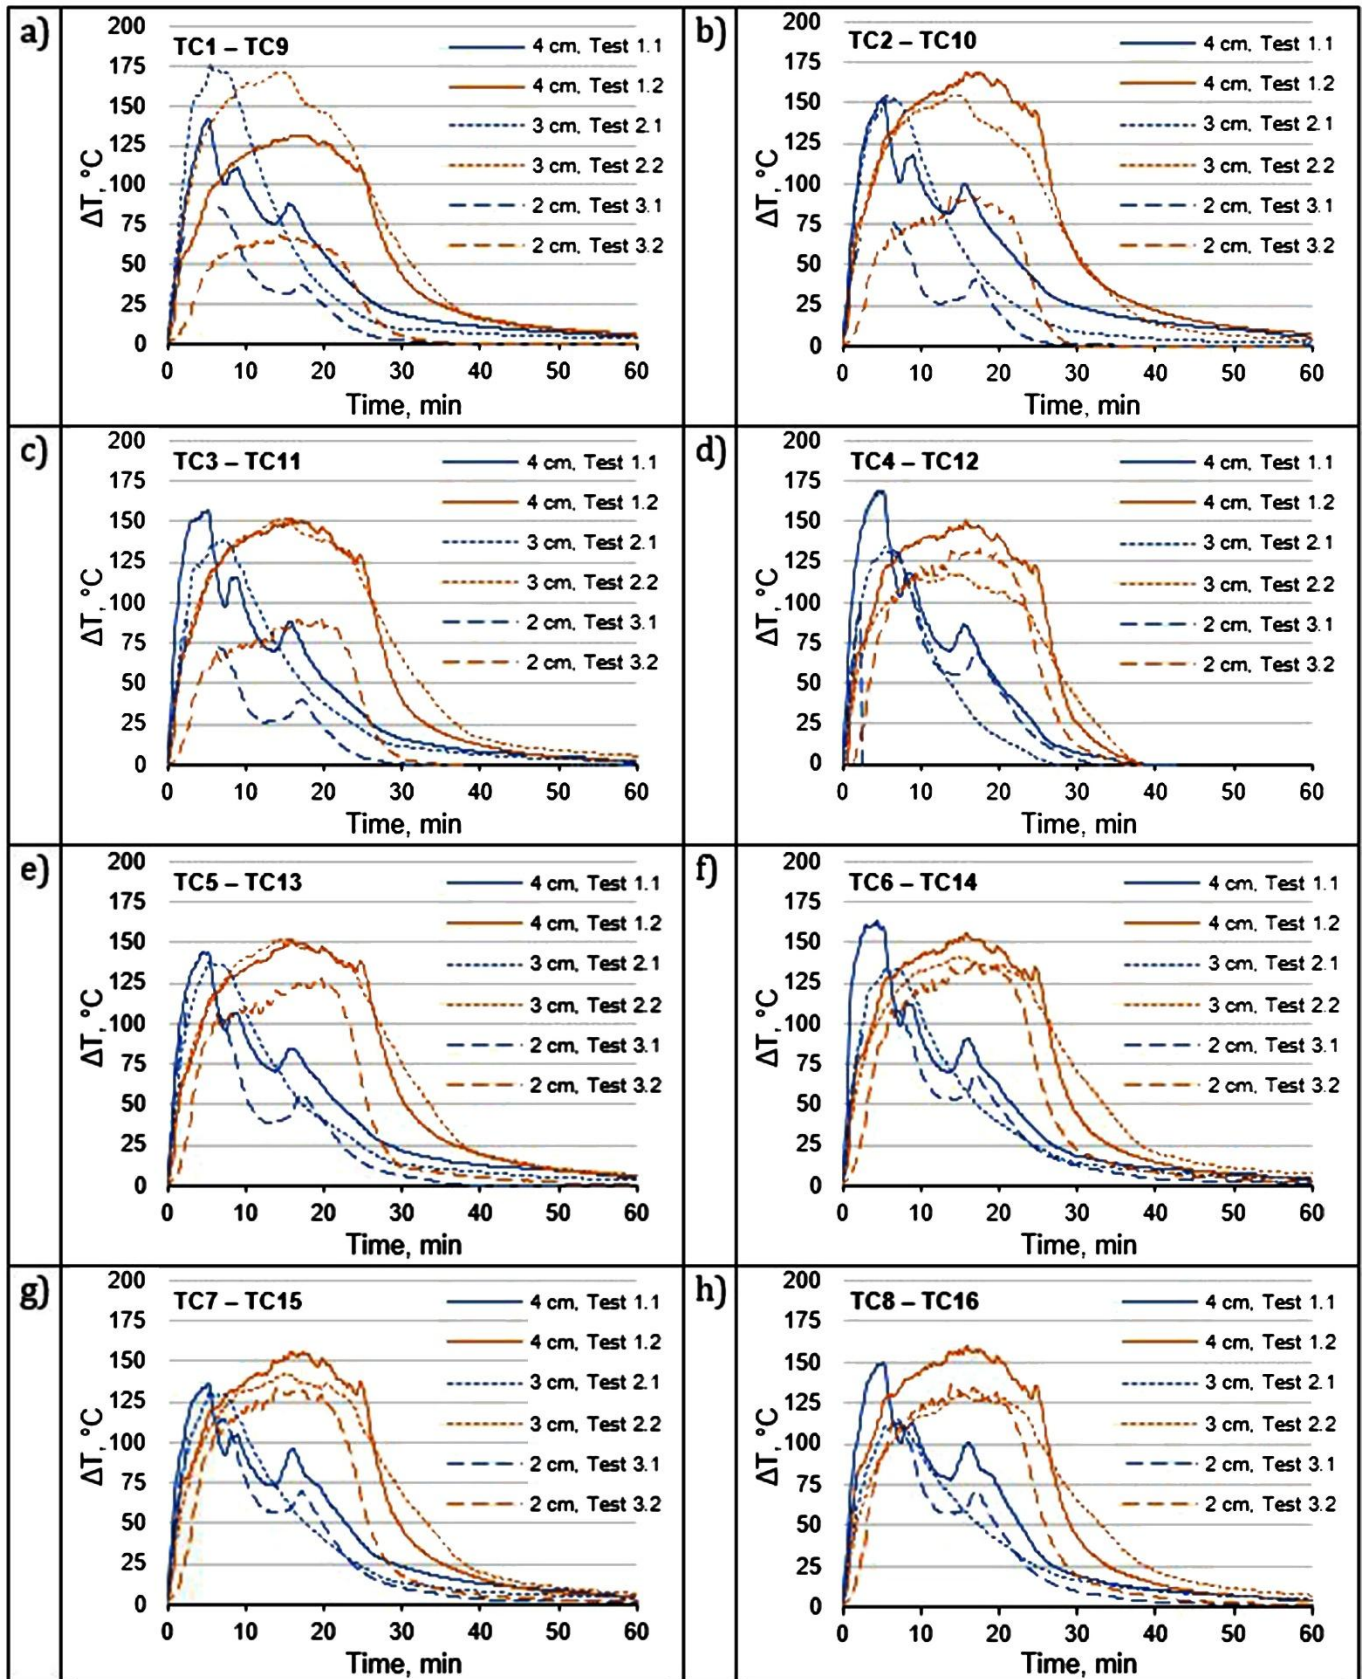 a)
TC1 – TC9
4 cm, Test 1.1
4 cm, Test 1.2
3 cm, Test 2.1
3 cm, Test 2.2
2 cm, Test 3.1
2 cm, Test 3.2
200
175
150
125
100
75
50
25
0
ΔT, °C
0 10 20 30 40 50 60
Time, min
b)
TC2 – TC10
4 cm, Test 1.1
4 cm, Test 1.2
3 cm, Test 2.1
3 cm, Test 2.2
2 cm, Test 3.1
2 cm, Test 3.2
200
175
150
125
100
75
50
25
0
ΔT, °C
0 10 20 30 40 50 60
Time, min
c)
TC3 – TC11
4 cm, Test 1.1
4 cm, Test 1.2
3 cm, Test 2.1
3 cm, Test 2.2
2 cm, Test 3.1
2 cm, Test 3.2
200
175
150
125
100
75
50
25
0
ΔT, °C
0 10 20 30 40 50 60
Time, min
d)
TC4 – TC12
4 cm, Test 1.1
4 cm, Test 1.2
3 cm, Test 2.1
3 cm, Test 2.2
2 cm, Test 3.1
2 cm, Test 3.2
200
175
150
125
100
75
50
25
0
ΔT, °C
0 10 20 30 40 50 60
Time, min
e)
TC5 – TC13
4 cm, Test 1.1
4 cm, Test 1.2
3 cm, Test 2.1
3 cm, Test 2.2
2 cm, Test 3.1
2 cm, Test 3.2
200
175
150
125
100
75
50
25
0
ΔT, °C
0 10 20 30 40 50 60
Time, min
f)
TC6 – TC14
4 cm, Test 1.1
4 cm, Test 1.2
3 cm, Test 2.1
3 cm, Test 2.2
2 cm, Test 3.1
2 cm, Test 3.2
200
175
150
125
100
75
50
25
0
ΔT, °C
0 10 20 30 40 50 60
Time, min
g)
TC7 – TC15
4 cm, Test 1.1
4 cm, Test 1.2
3 cm, Test 2.1
3 cm, Test 2.2
2 cm, Test 3.1
2 cm, Test 3.2
200
175
150
125
100
75
50
25
0
ΔT, °C
0 10 20 30 40 50 60
Time, min
h)
TC8 – TC16
4 cm, Test 1.1
4 cm, Test 1.2
3 cm, Test 2.1
3 cm, Test 2.2
2 cm, Test 3.1
2 cm, Test 3.2
200
175
150
125
100
75
50
25
0
ΔT, °C
0 10 20 30 40 50 60
Time, min